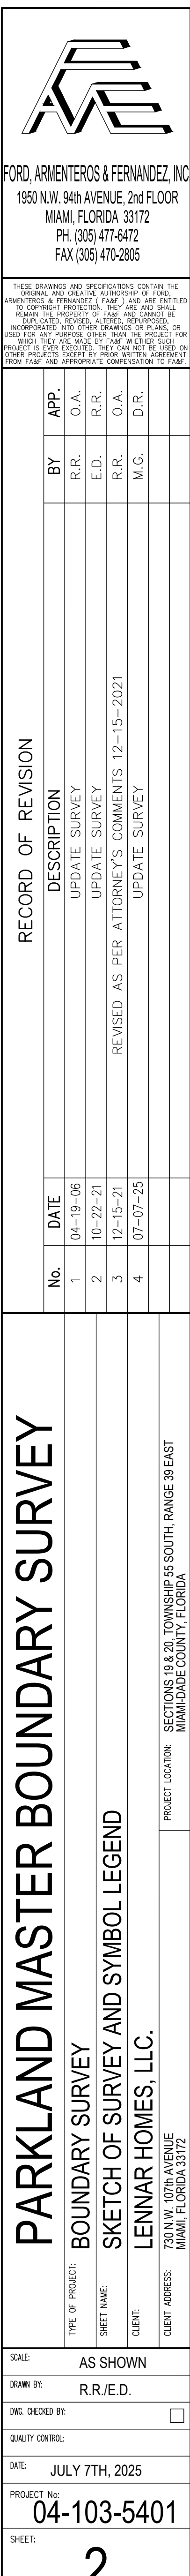 FORD, ARMENTEROS & FERNANDEZ, INC
1950 N.W. 94th AVENUE, 2nd FLOOR
MIAMI, FLORIDA 33172
PH. (305) 477-6472
FAX (305) 470-2805
THESE DRAWINGS AND SPECIFICATIONS CONTAIN THE
ORIGINAL AND CREATIVE AUTHORSHIP OF FORD,
ARMENTEROS & FERNANDEZ ( FA&F ) AND ARE ENTITLED
TO COPYRIGHT PROTECTION. THEY ARE AND SHALL
REMAIN THE PROPERTY OF FA&F AND CANNOT BE
DUPLICATED, REVISED, ALTERED, REPURPOSED,
INCORPORATED INTO OTHER DRAWINGS OR PLANS, OR
USED FOR ANY PURPOSE OTHER THAN THE PROJECT FOR
WHICH THEY ARE MADE BY FA&F WHETHER SUCH
PROJECT IS EVER EXECUTED. THEY CAN NOT BE USED ON
OTHER PROJECTS EXCEPT BY PRIOR WRITTEN AGREEMENT
FROM FA&F AND APPROPRIATE COMPENSATION TO FA&F.
RECORD OF REVISION
No. DATE DESCRIPTION BY APP.
1 04-19-06 UPDATE SURVEY R.R. O.A.
2 10-22-21 UPDATE SURVEY E.D. R.R.
3 12-15-21 REVISED AS PER ATTORNEY'S COMMENTS 12-15-2021 R.R. O.A.
4 07-07-25 UPDATE SURVEY M.G. D.R.
PARKLAND MASTER BOUNDARY SURVEY
TYPE OF PROJECT: BOUNDARY SURVEY
SHEET NAME: SKETCH OF SURVEY AND SYMBOL LEGEND
CLIENT: LENNAR HOMES, LLC.
CLIENT ADDRESS: 730 N.W. 107th AVENUE
MIAMI, FLORIDA 33172
PROJECT LOCATION: SECTIONS 19 & 20, TOWNSHIP 55 SOUTH, RANGE 39 EAST
MIAMI-DADE COUNTY, FLORIDA
SCALE: AS SHOWN
DRAWN BY: R.R./E.D.
DWG. CHECKED BY:
QUALITY CONTROL:
DATE: JULY 7TH, 2025
PROJECT No:
04-103-5401
SHEET:
2